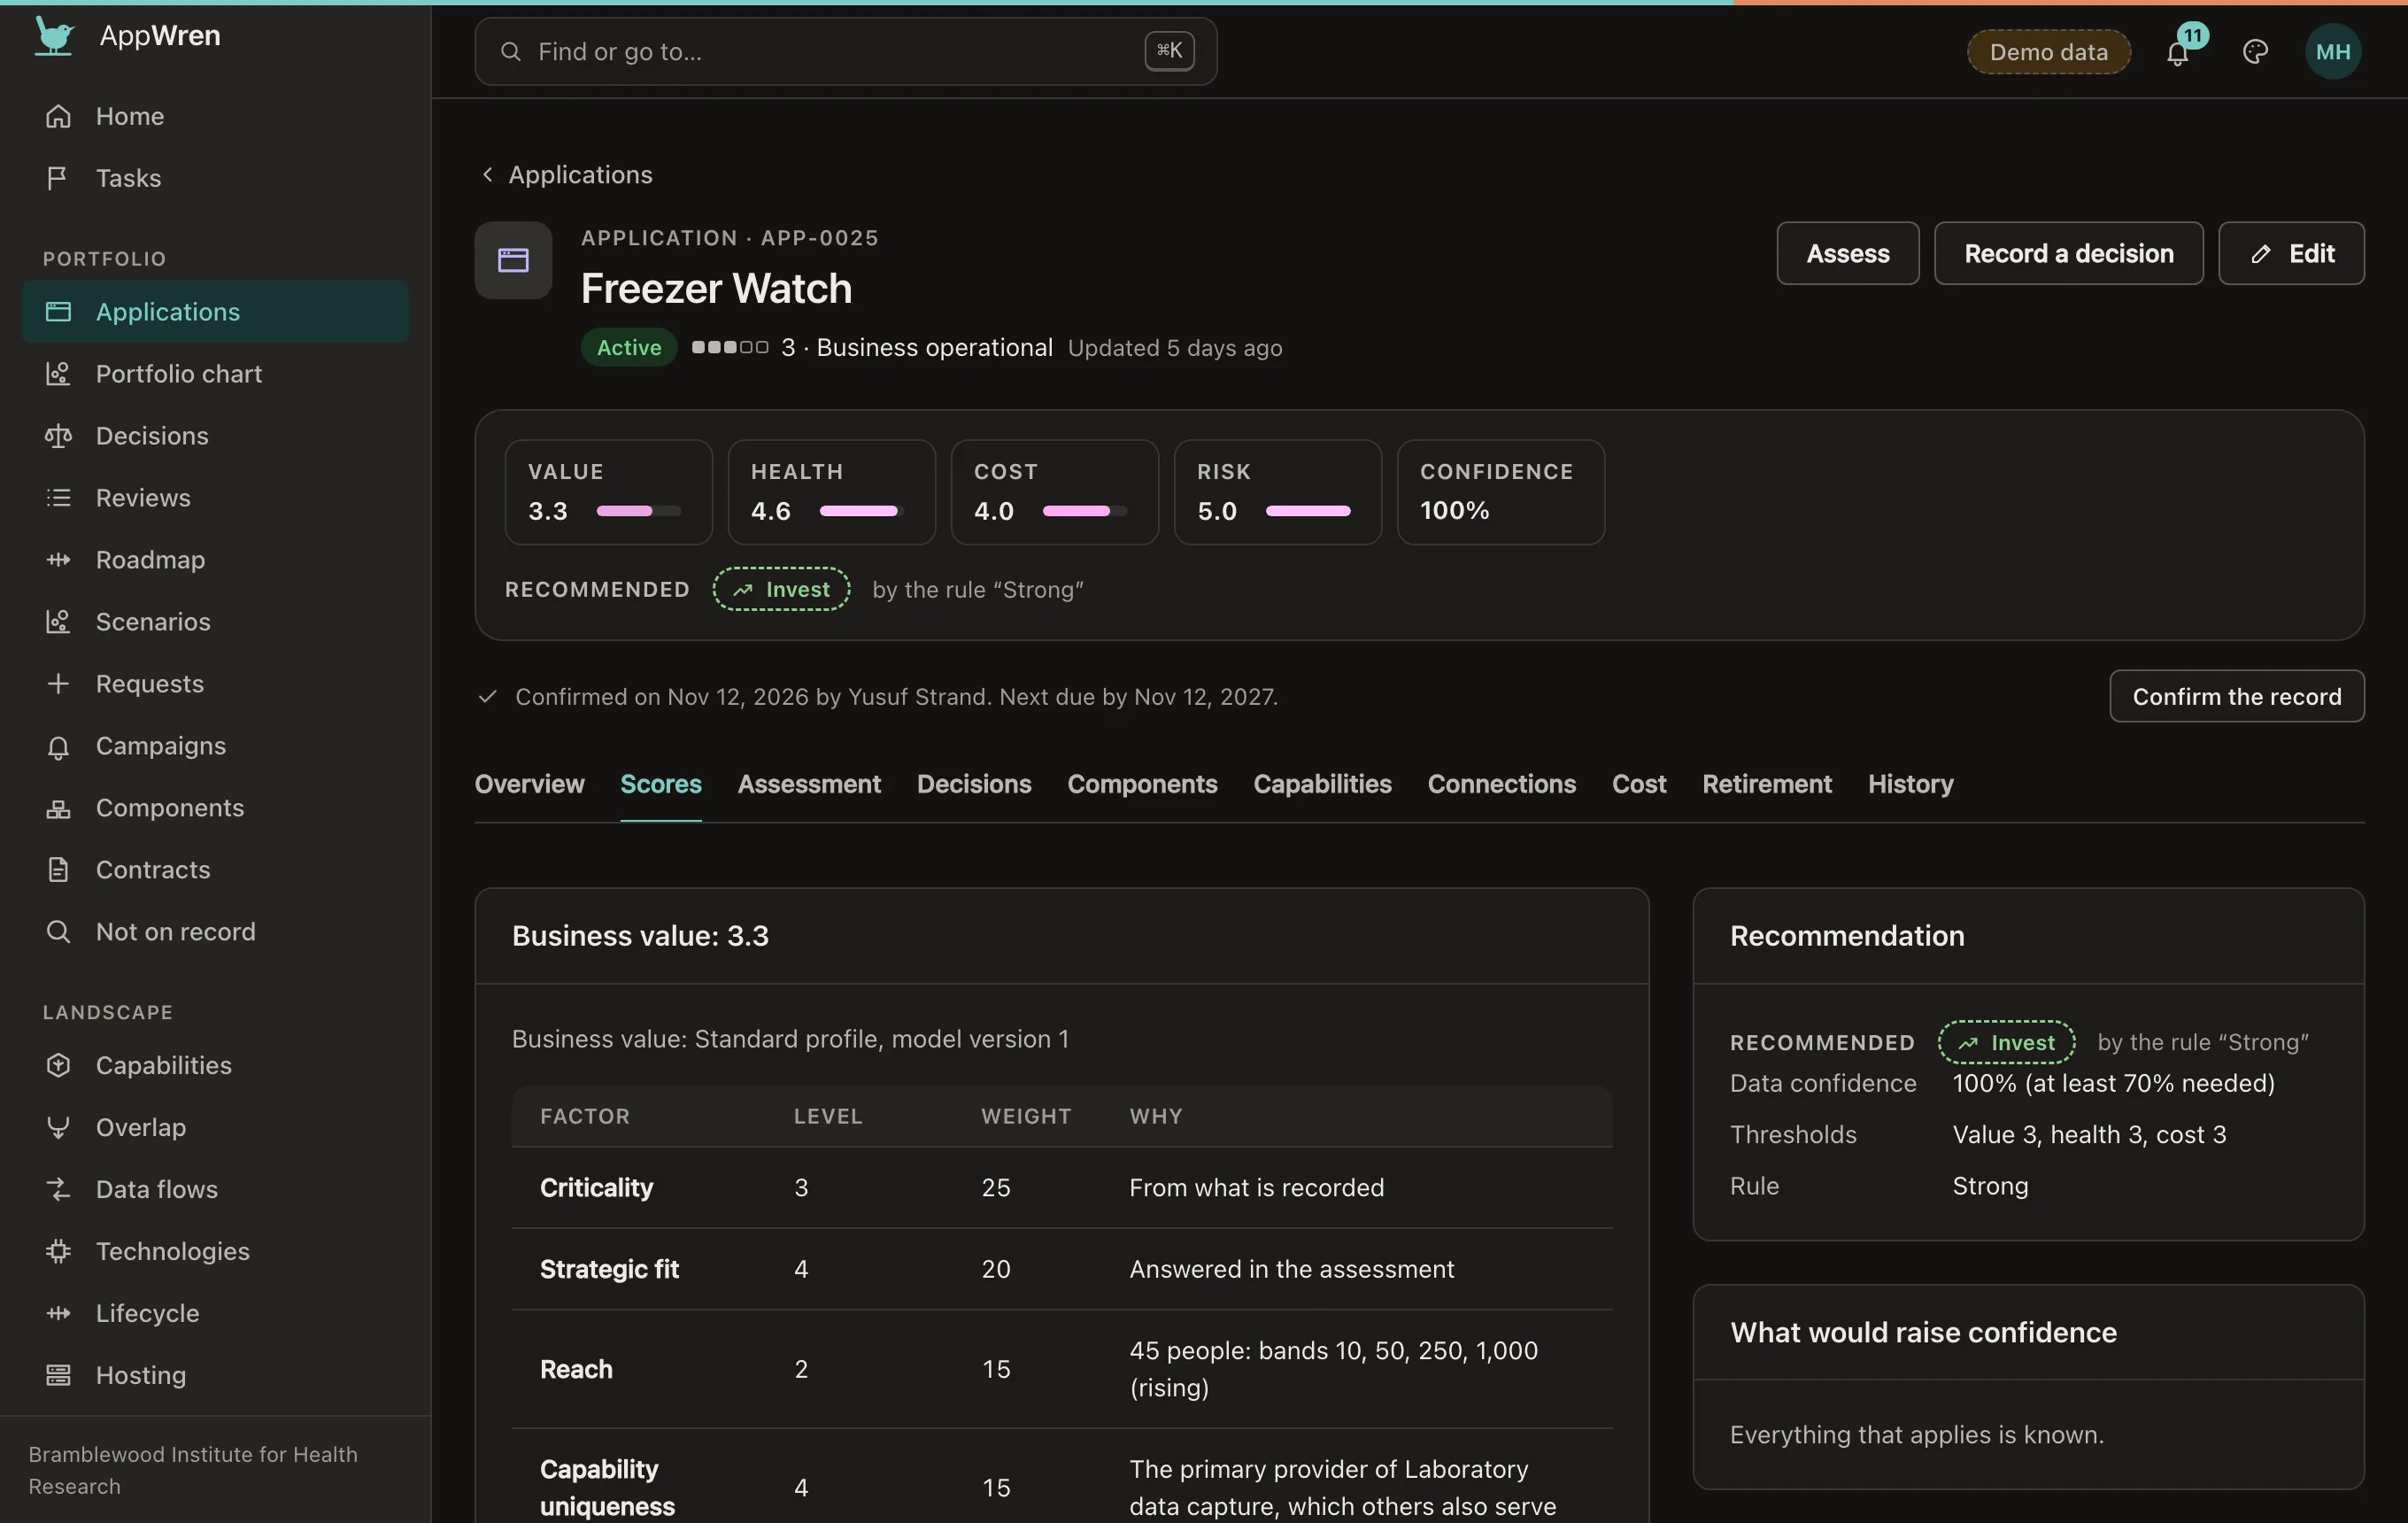 AppWren
Find or go to...
⌘K
Demo data
11
MH
Home
Tasks
PORTFOLIO
Applications
Portfolio chart
Decisions
Reviews
Roadmap
Scenarios
Requests
Campaigns
Components
Contracts
Not on record
LANDSCAPE
Capabilities
Overlap
Data flows
Technologies
Lifecycle
Hosting
Bramblewood Institute for Health
Research
Applications
APPLICATION · APP-0025
Freezer Watch
Assess
Record a decision
Edit
Active 3 · Business operational Updated 5 days ago
VALUE
3.3
HEALTH
4.6
COST
4.0
RISK
5.0
CONFIDENCE
100%
RECOMMENDED Invest by the rule “Strong”
Confirmed on Nov 12, 2026 by Yusuf Strand. Next due by Nov 12, 2027.
Confirm the record
Overview Scores Assessment Decisions Components Capabilities Connections Cost Retirement History
Business value: 3.3
Business value: Standard profile, model version 1
FACTOR LEVEL WEIGHT WHY
Criticality 3 25 From what is recorded
Strategic fit 4 20 Answered in the assessment
Reach 2 15 45 people: bands 10, 50, 250, 1,000
(rising)
Capability
uniqueness 4 15 The primary provider of Laboratory
data capture, which others also serve
Recommendation
RECOMMENDED Invest by the rule “Strong”
Data confidence 100% (at least 70% needed)
Thresholds Value 3, health 3, cost 3
Rule Strong
What would raise confidence
Everything that applies is known.